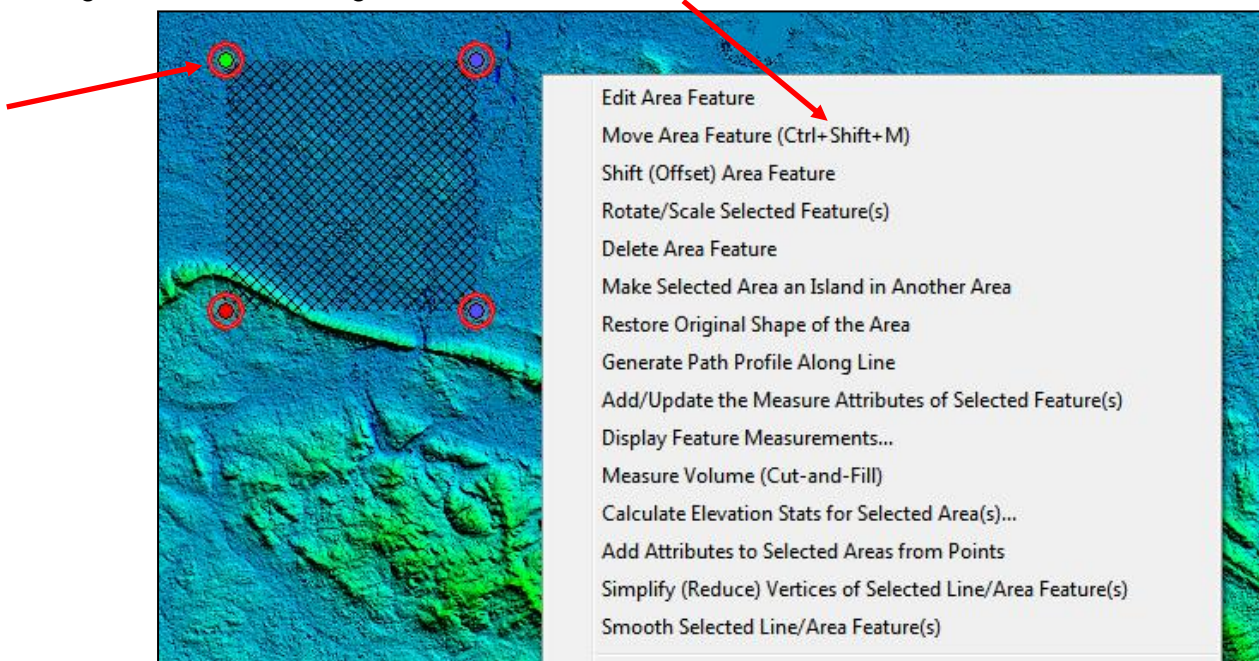 Edit Area Feature
Move Area Feature (Ctrl+Shift+M)
Shift (Offset) Area Feature
Rotate/Scale Selected Feature(s)
Delete Area Feature
Make Selected Area an Island in Another Area
Restore Original Shape of the Area
Generate Path Profile Along Line
Add/Update the Measure Attributes of Selected Feature(s)
Display Feature Measurements...
Measure Volume (Cut-and-Fill)
Calculate Elevation Stats for Selected Area(s)...
Add Attributes to Selected Areas from Points
Simplify (Reduce) Vertices of Selected Line/Area Feature(s)
Smooth Selected Line/Area Feature(s)